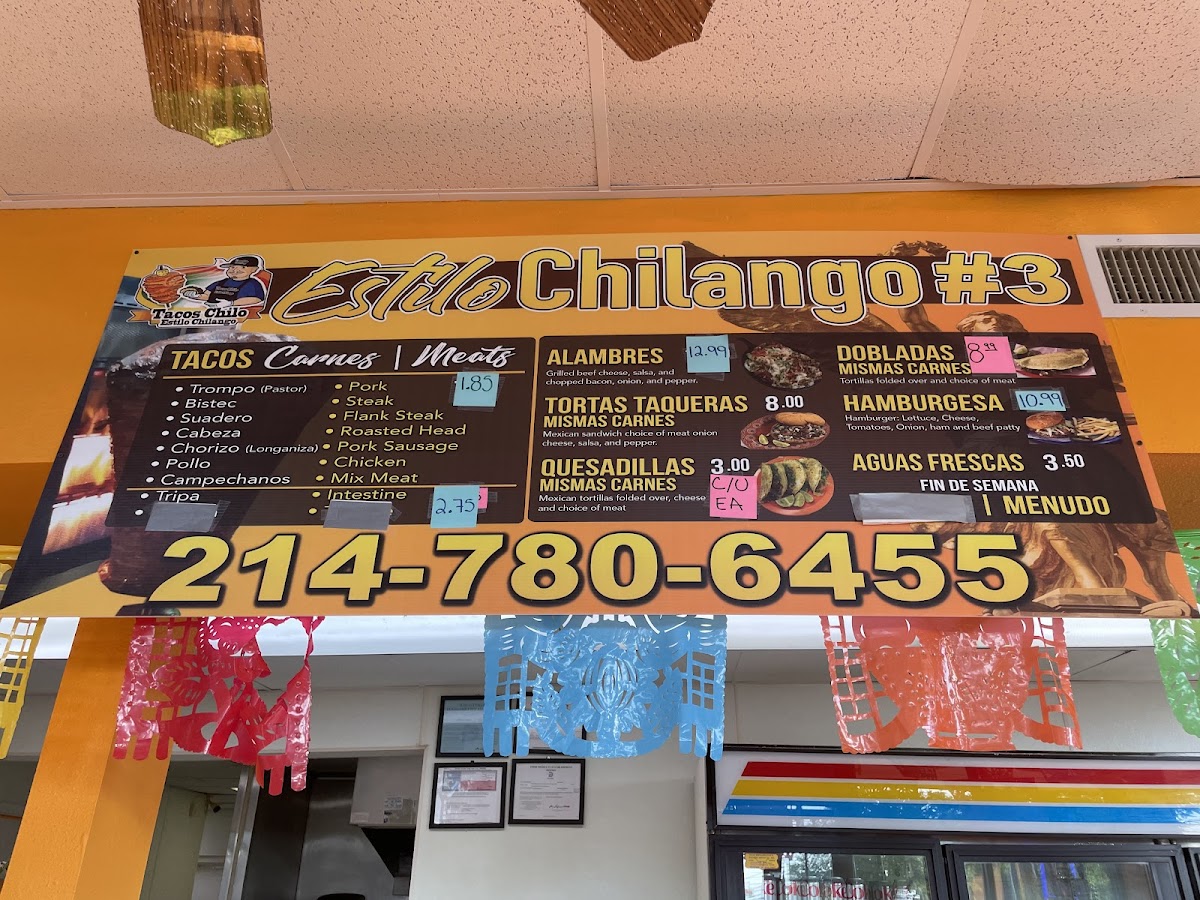 Tacos Chilo
Estilo Chilango
Estilo Chilango #3
TACOS Carnes | Meats
1.85
• Trompo (Pastor)
• Bistec
• Suadero
• Cabeza
• Chorizo (Longaniza)
• Pollo
• Campechanos
• Tripa
• Pork
• Steak
• Flank Steak
• Roasted Head
• Pork Sausage
• Chicken
• Mix Meat
• Intestine
2.75
ALAMBRES 12.99
Grilled beef cheese, salsa, and
chopped bacon, onion, and pepper.
TORTAS TAQUERAS 8.00
MISMAS CARNES
Mexican sandwich choice of meat onion
cheese, salsa, and pepper.
QUESADILLAS 3.00
MISMAS CARNES
C/U
EA
Mexican tortillas folded over, cheese
and choice of meat
DOBLADAS 8.99
MISMAS CARNES
Tortillas folded over and choice of meat
HAMBURGESA 10.99
Hamburger: Lettuce, Cheese,
Tomatoes, Onion, ham and beef patty
AGUAS FRESCAS 3.50
FIN DE SEMANA
| MENUDO
214-780-6455